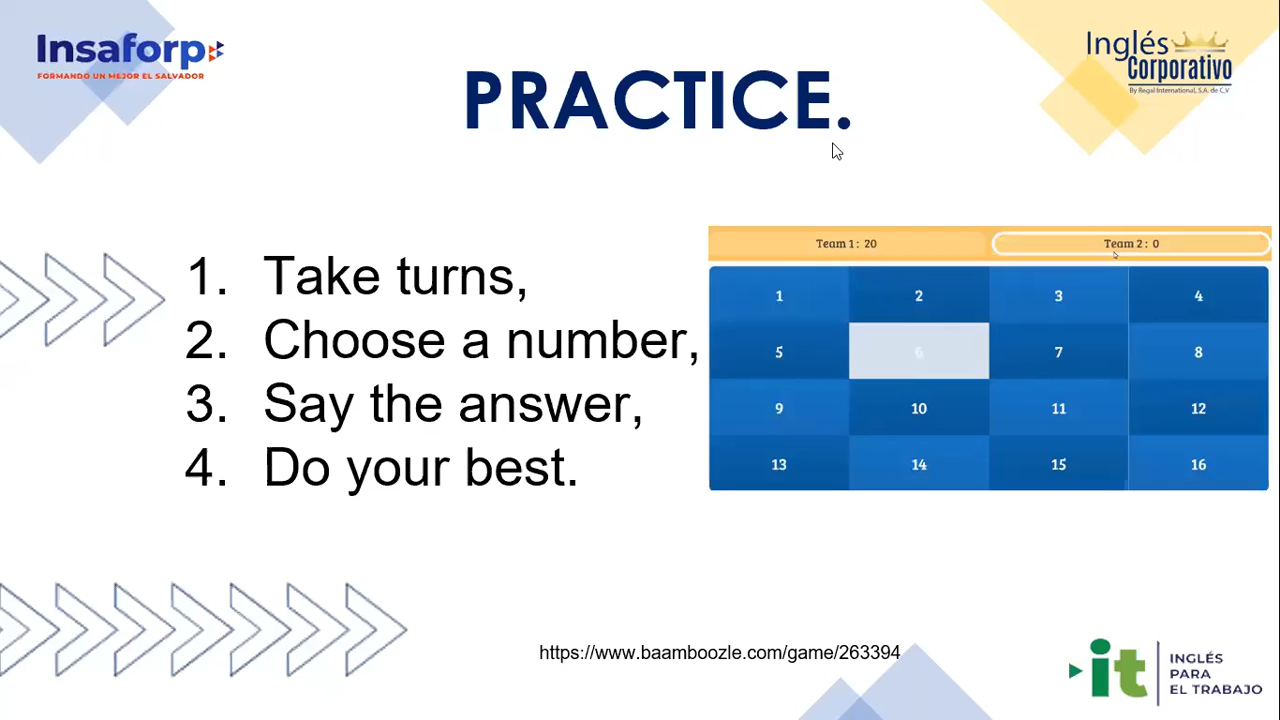 Insaforp
FORMANDO UN MEJOR EL SALVADOR
Inglés
Corporativo
By Regal International, S.A. de C.V
PRACTICE.
1. Take turns,
2. Choose a number,
3. Say the answer,
4. Do your best.
Team 1: 20 Team 2: 0
1 2 3 4
5 6 7 8
9 10 11 12
13 14 15 16
https://www.baamboozle.com/game/263394
it
INGLÉS
PARA
EL TRABAJO